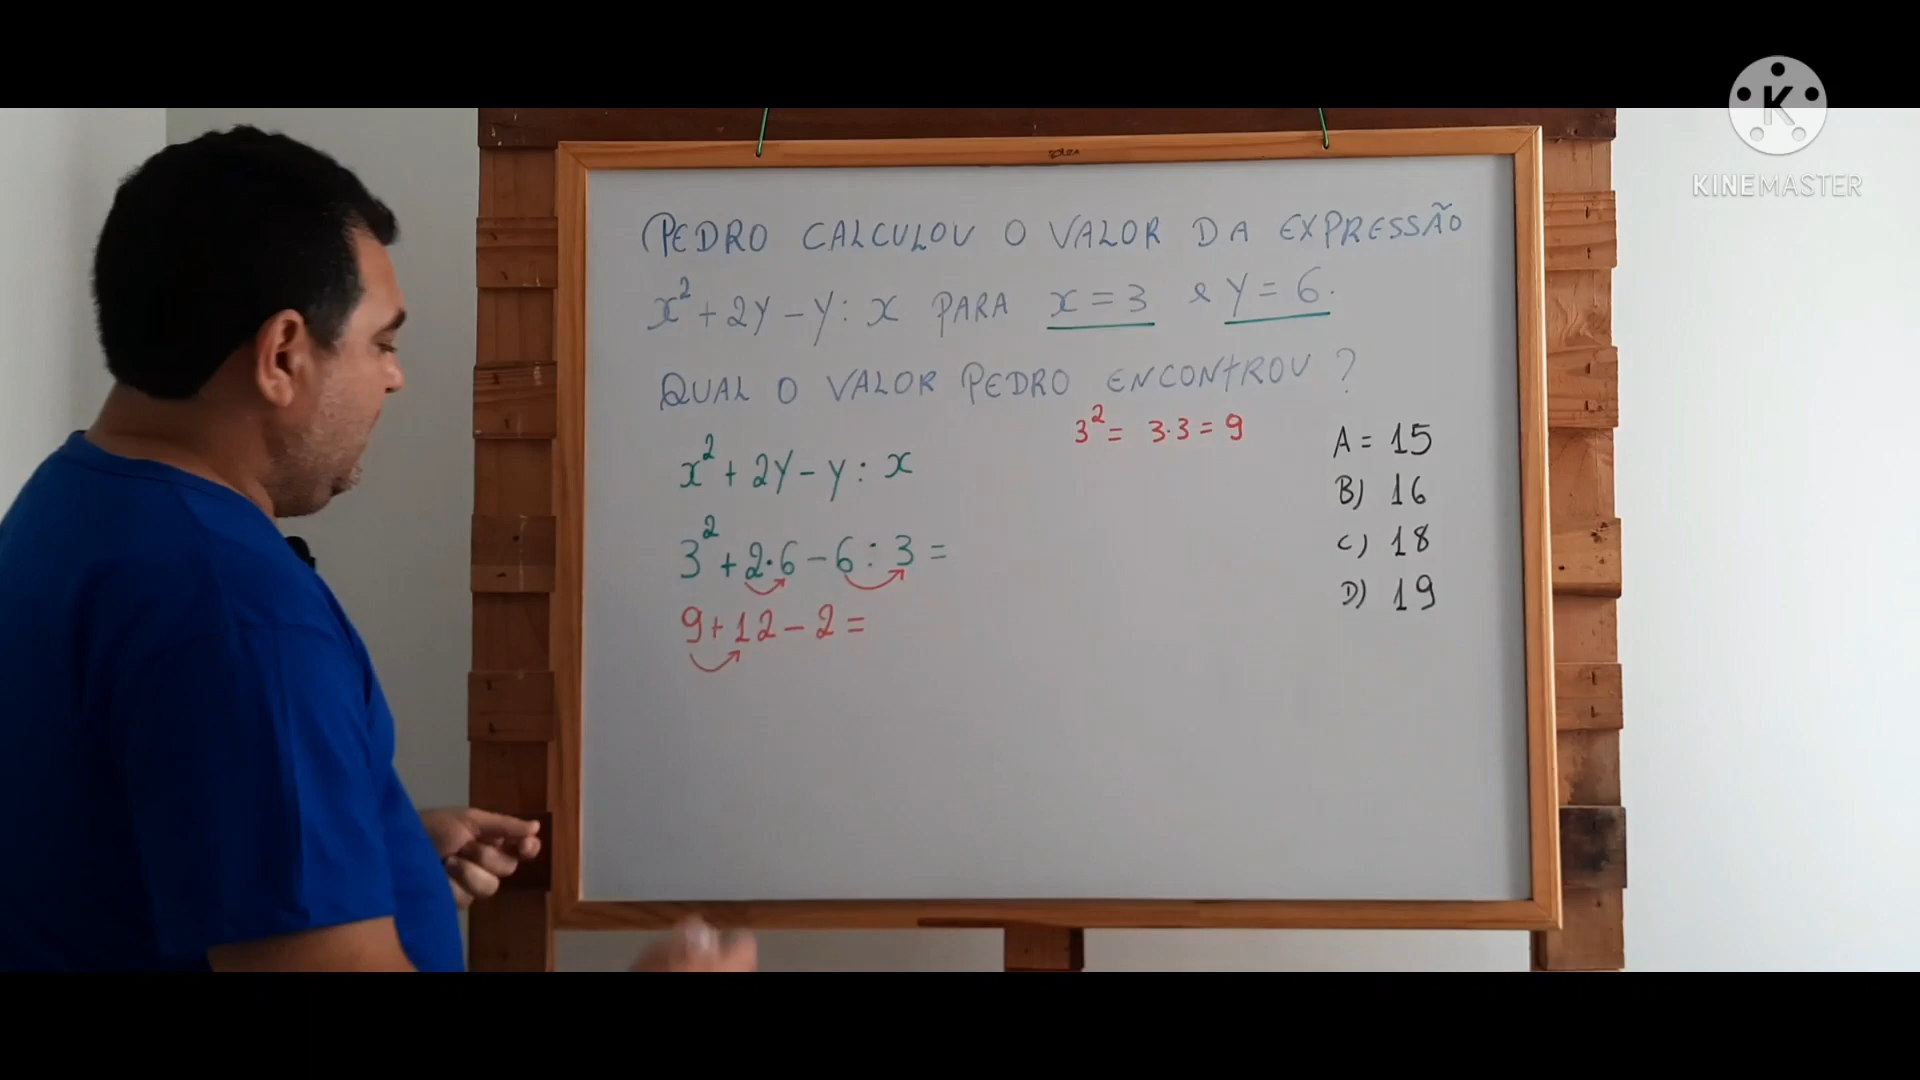 K
KINEMASTER
PEDRO CALCULOU O VALOR DA EXPRESSÃO
x² + 2y - y : x PARA x = 3 e y = 6.
QUAL O VALOR PEDRO ENCONTROU ?
3² = 3·3 = 9
x² + 2y - y : x
3² + 2·6 - 6 : 3 =
9 + 12 - 2 =
A = 15
B) 16
C) 18
D) 19